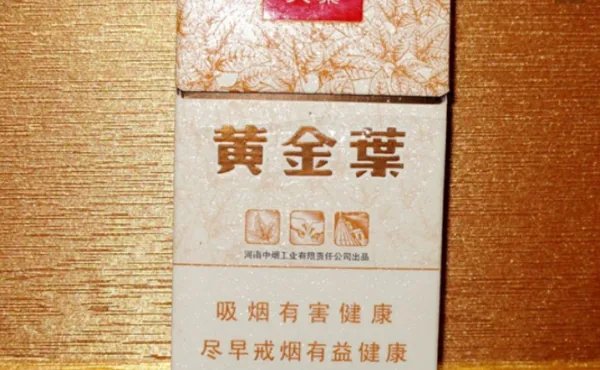 黄金葉
河南中烟工业有限责任公司出品
吸烟有害健康
尽早戒烟有益健康